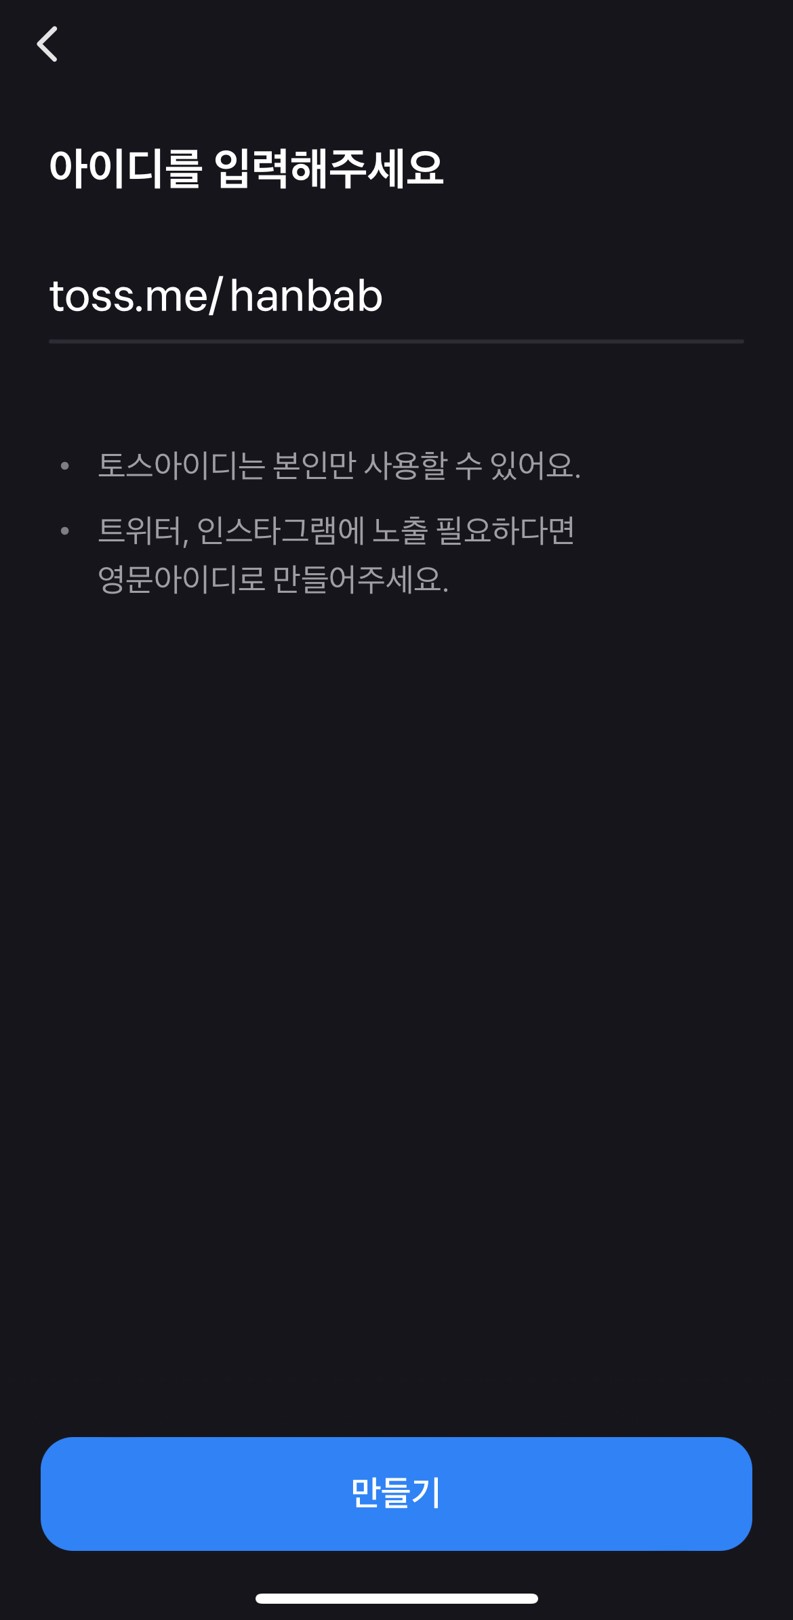 아이디를 입력해주세요
toss.me/hanbab
• 토스아이디는 본인만 사용할 수 있어요.
• 트위터, 인스타그램에 노출 필요하다면
영문아이디로 만들어주세요.
만들기